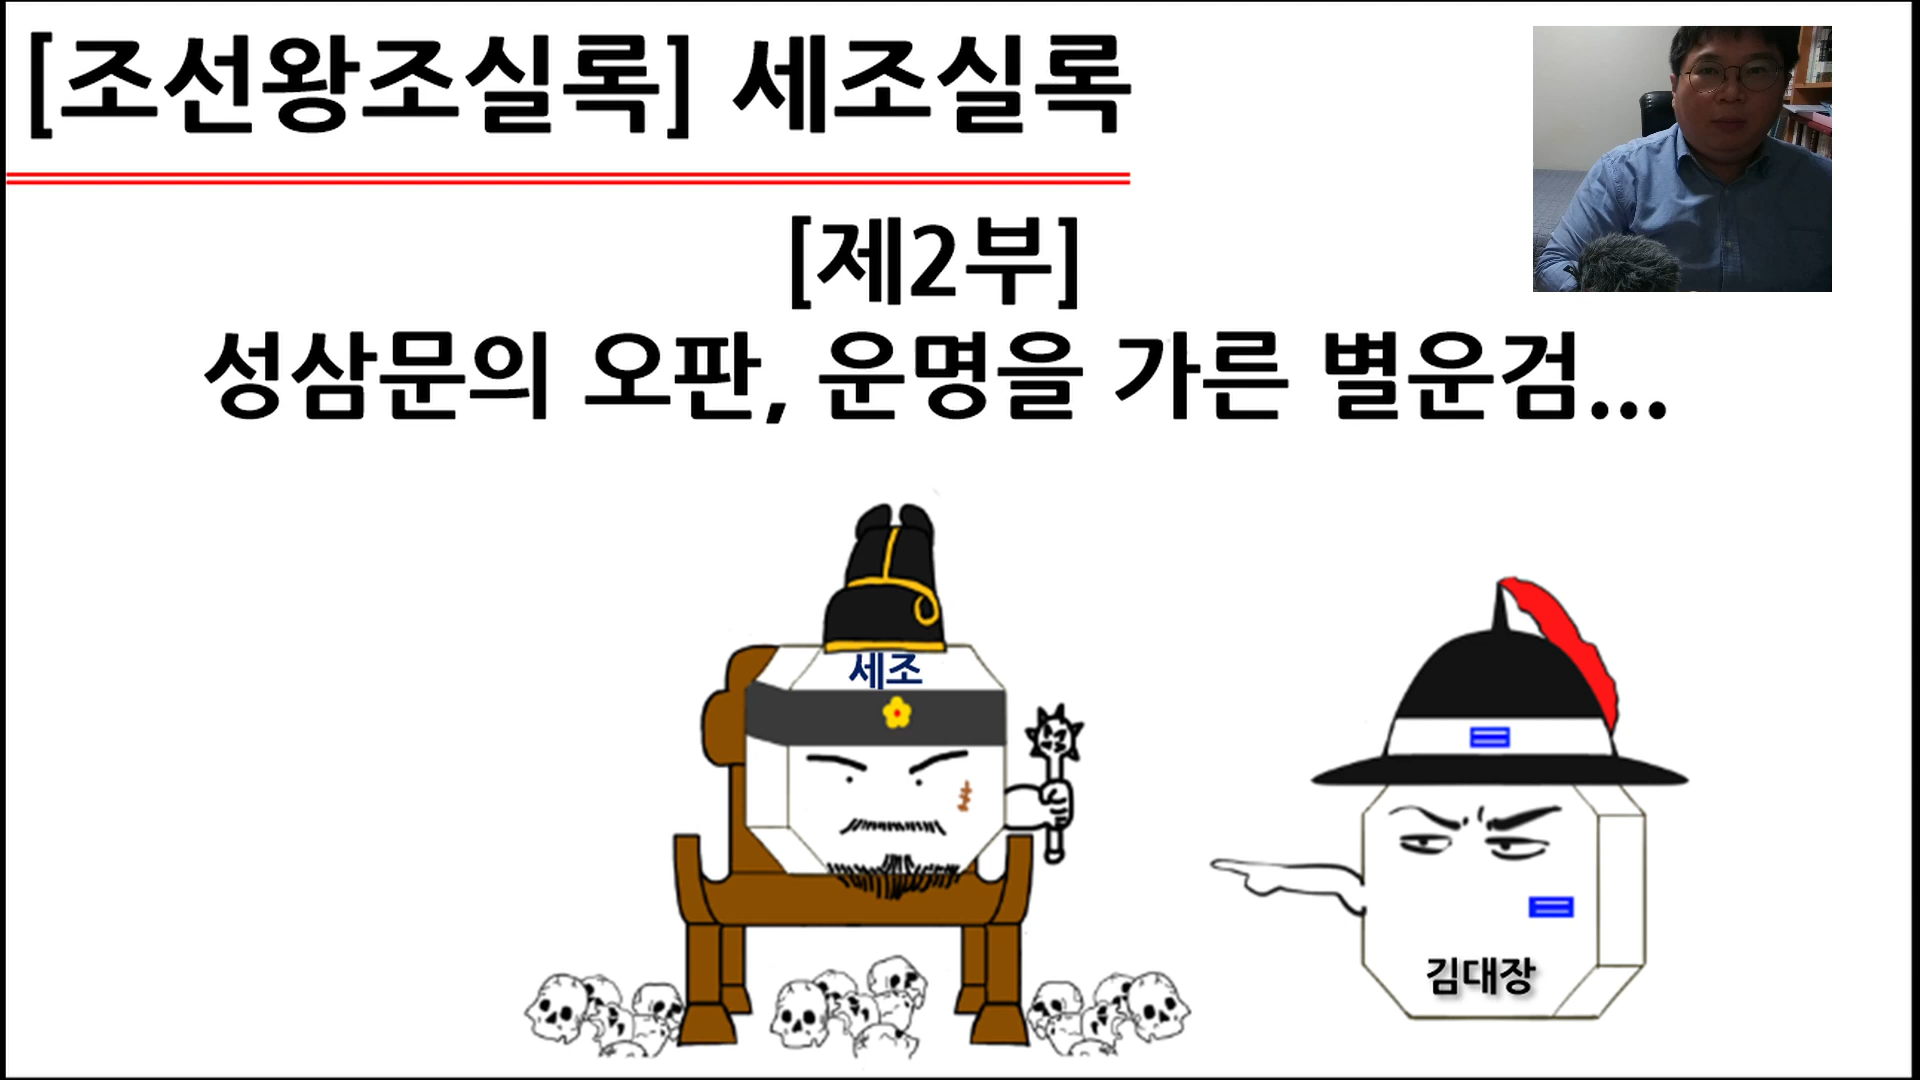 [조선왕조실록] 세조실록
[제2부]
성삼문의 오판, 운명을 가른 별운검...
세조
김대장